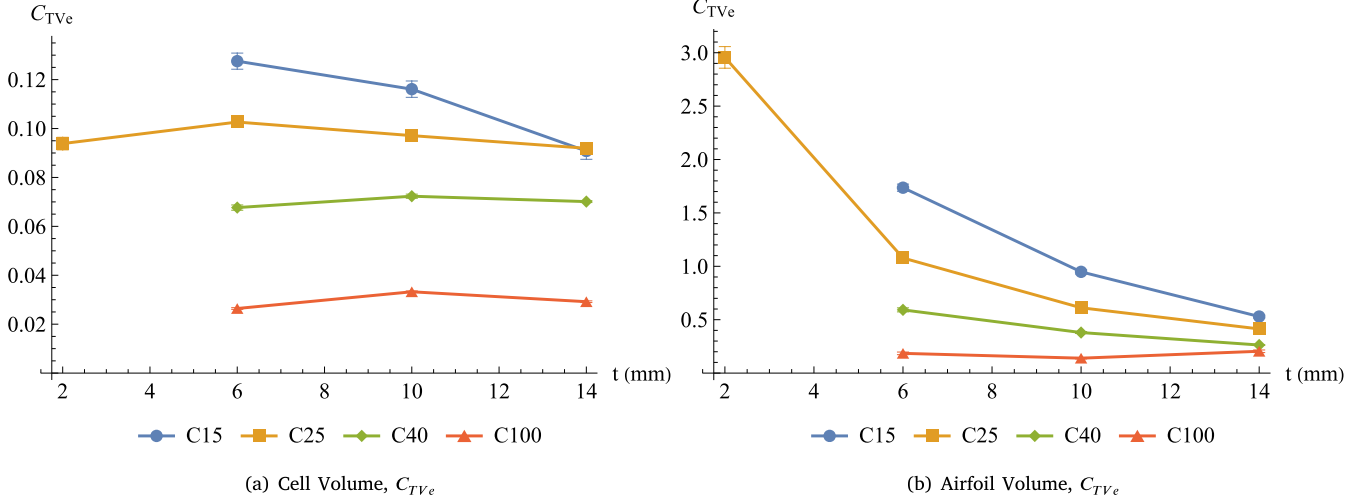 C_TVe
0.12
0.10
0.08
0.06
0.04
0.02
2 4 6 8 10 12 14
t (mm)
C15 C25 C40 C100
(a) Cell Volume, C_TVe
C_TVe
3.0
2.5
2.0
1.5
1.0
0.5
2 4 6 8 10 12 14
t (mm)
C15 C25 C40 C100
(b) Airfoil Volume, C_TVe